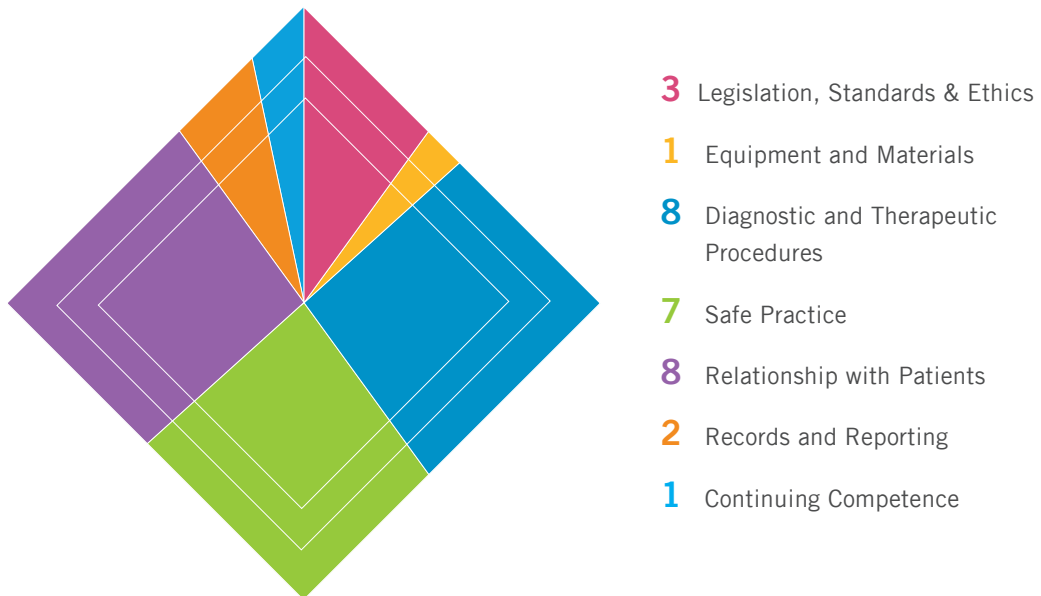 3 Legislation, Standards & Ethics
1 Equipment and Materials
8 Diagnostic and Therapeutic
Procedures
7 Safe Practice
8 Relationship with Patients
2 Records and Reporting
1 Continuing Competence